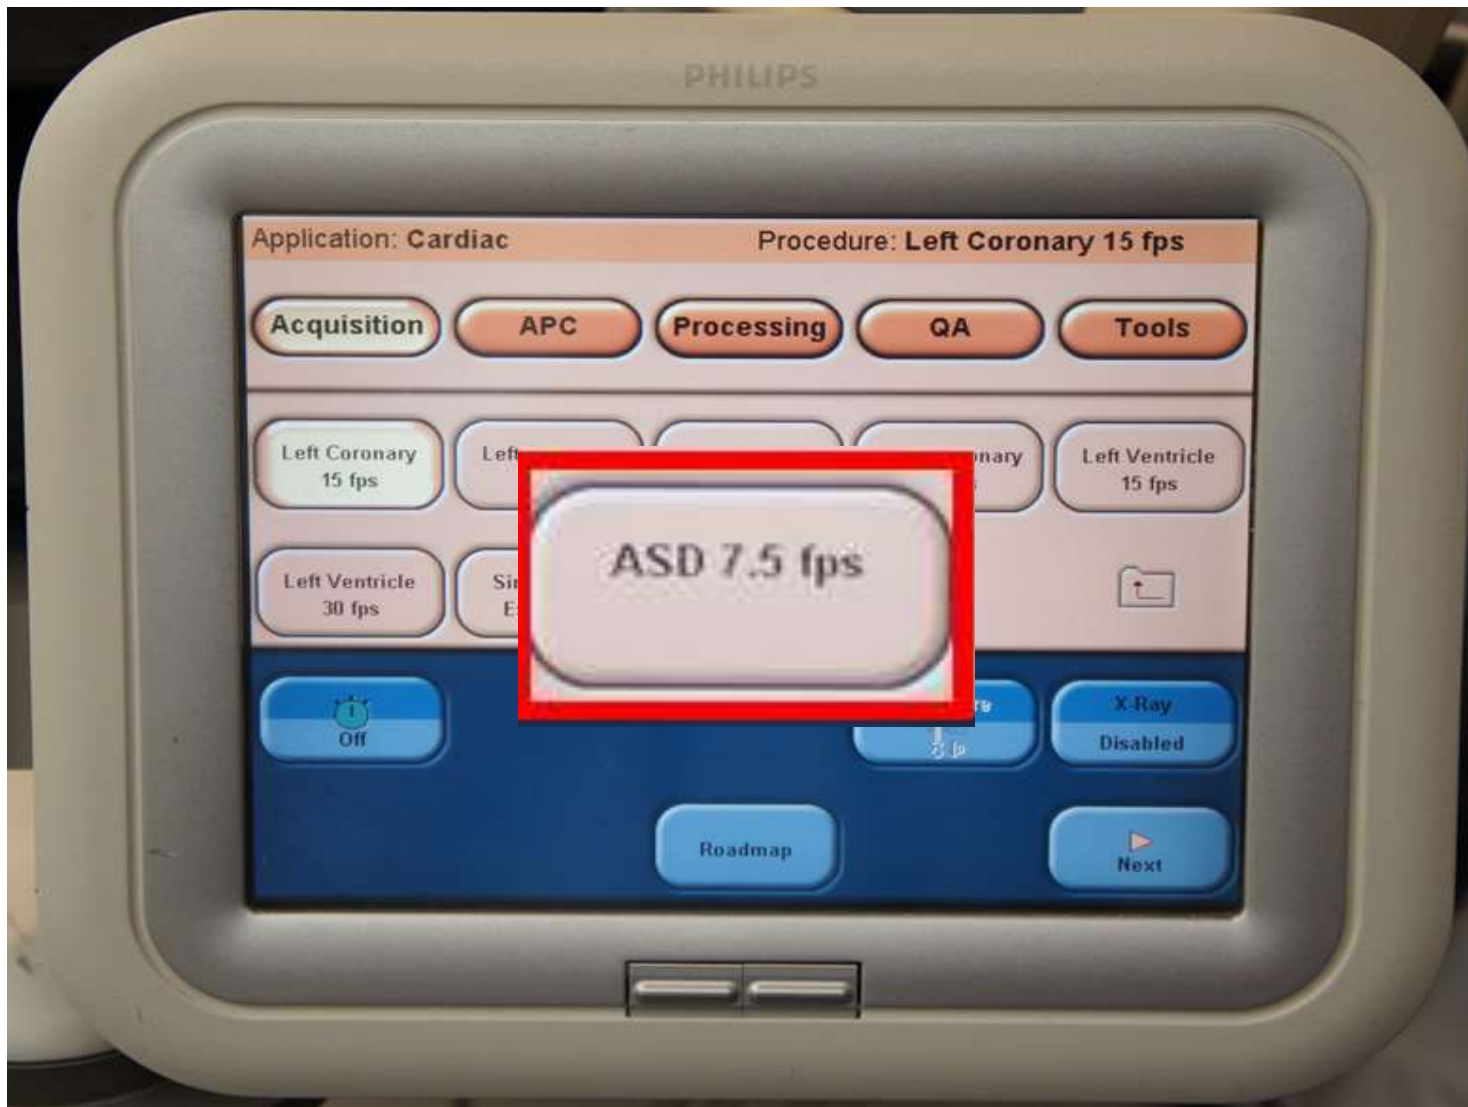 PHILIPS
Application: Cardiac
Procedure: Left Coronary 15 fps
Acquisition
APC
Processing
QA
Tools
Left Coronary
15 fps
Left
Left Ventricle
15 fps
Left Ventricle
30 fps
ASD 7.5 fps
Off
X-Ray
Disabled
Roadmap
Next